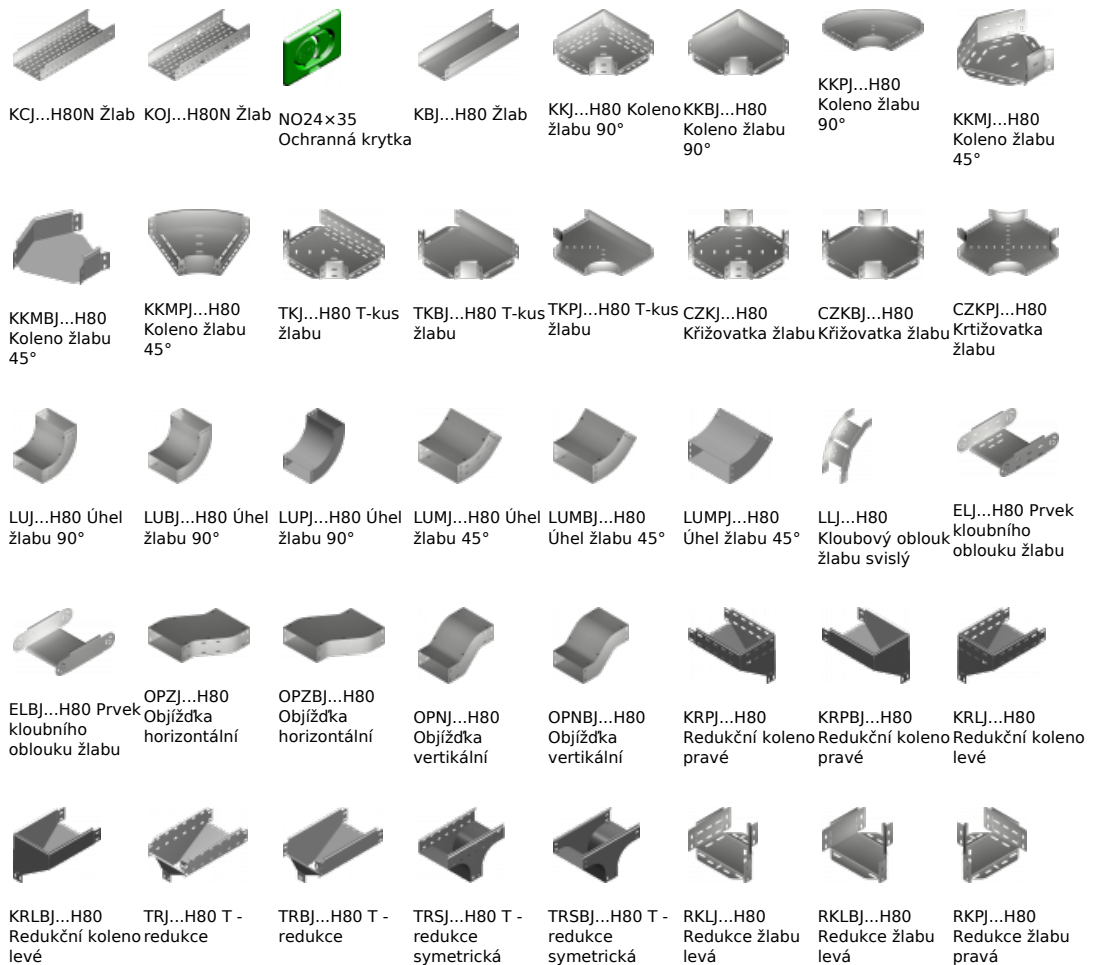 KCJ...H80N Žlab
KOJ...H80N Žlab
NO24×35
Ochranná krytka
KBJ...H80 Žlab
KKJ...H80 Koleno
žlabu 90°
KKBJ...H80
Koleno žlabu
90°
KKPJ...H80
Koleno žlabu
90°
KKMJ...H80
Koleno žlabu
45°
KKMBJ...H80
Koleno žlabu
45°
KKMPJ...H80
Koleno žlabu
45°
TKJ...H80 T-kus
žlabu
TKBJ...H80 T-kus
žlabu
TKPJ...H80 T-kus
žlabu
CZKJ...H80
Křižovatka žlabu
CZKBJ...H80
Křižovatka žlabu
CZKPJ...H80
Krtižovatka
žlabu
LUJ...H80 Úhel
žlabu 90°
LUBJ...H80 Úhel
žlabu 90°
LUPJ...H80 Úhel
žlabu 90°
LUMJ...H80 Úhel
žlabu 45°
LUMBJ...H80
Úhel žlabu 45°
LUMPJ...H80
Úhel žlabu 45°
LLJ...H80
Kloubový oblouk
žlabu svislý
ELJ...H80 Prvek
kloubního
oblouku žlabu
ELBJ...H80 Prvek
kloubního
oblouku žlabu
OPZJ...H80
Objížďka
horizontální
OPZBJ...H80
Objížďka
horizontální
OPNJ...H80
Objížďka
vertikální
OPNBJ...H80
Objížďka
vertikální
KRPJ...H80
Redukční koleno
pravé
KRPBJ...H80
Redukční koleno
pravé
KRLJ...H80
Redukční koleno
levé
KRLBJ...H80
Redukční koleno
levé
TRJ...H80 T -
redukce
TRBJ...H80 T -
redukce
TRSJ...H80 T -
redukce
symetrická
TRSBJ...H80 T -
redukce
symetrická
RKLJ...H80
Redukce žlabu
levá
RKLBJ...H80
Redukce žlabu
levá
RKPJ...H80
Redukce žlabu
pravá